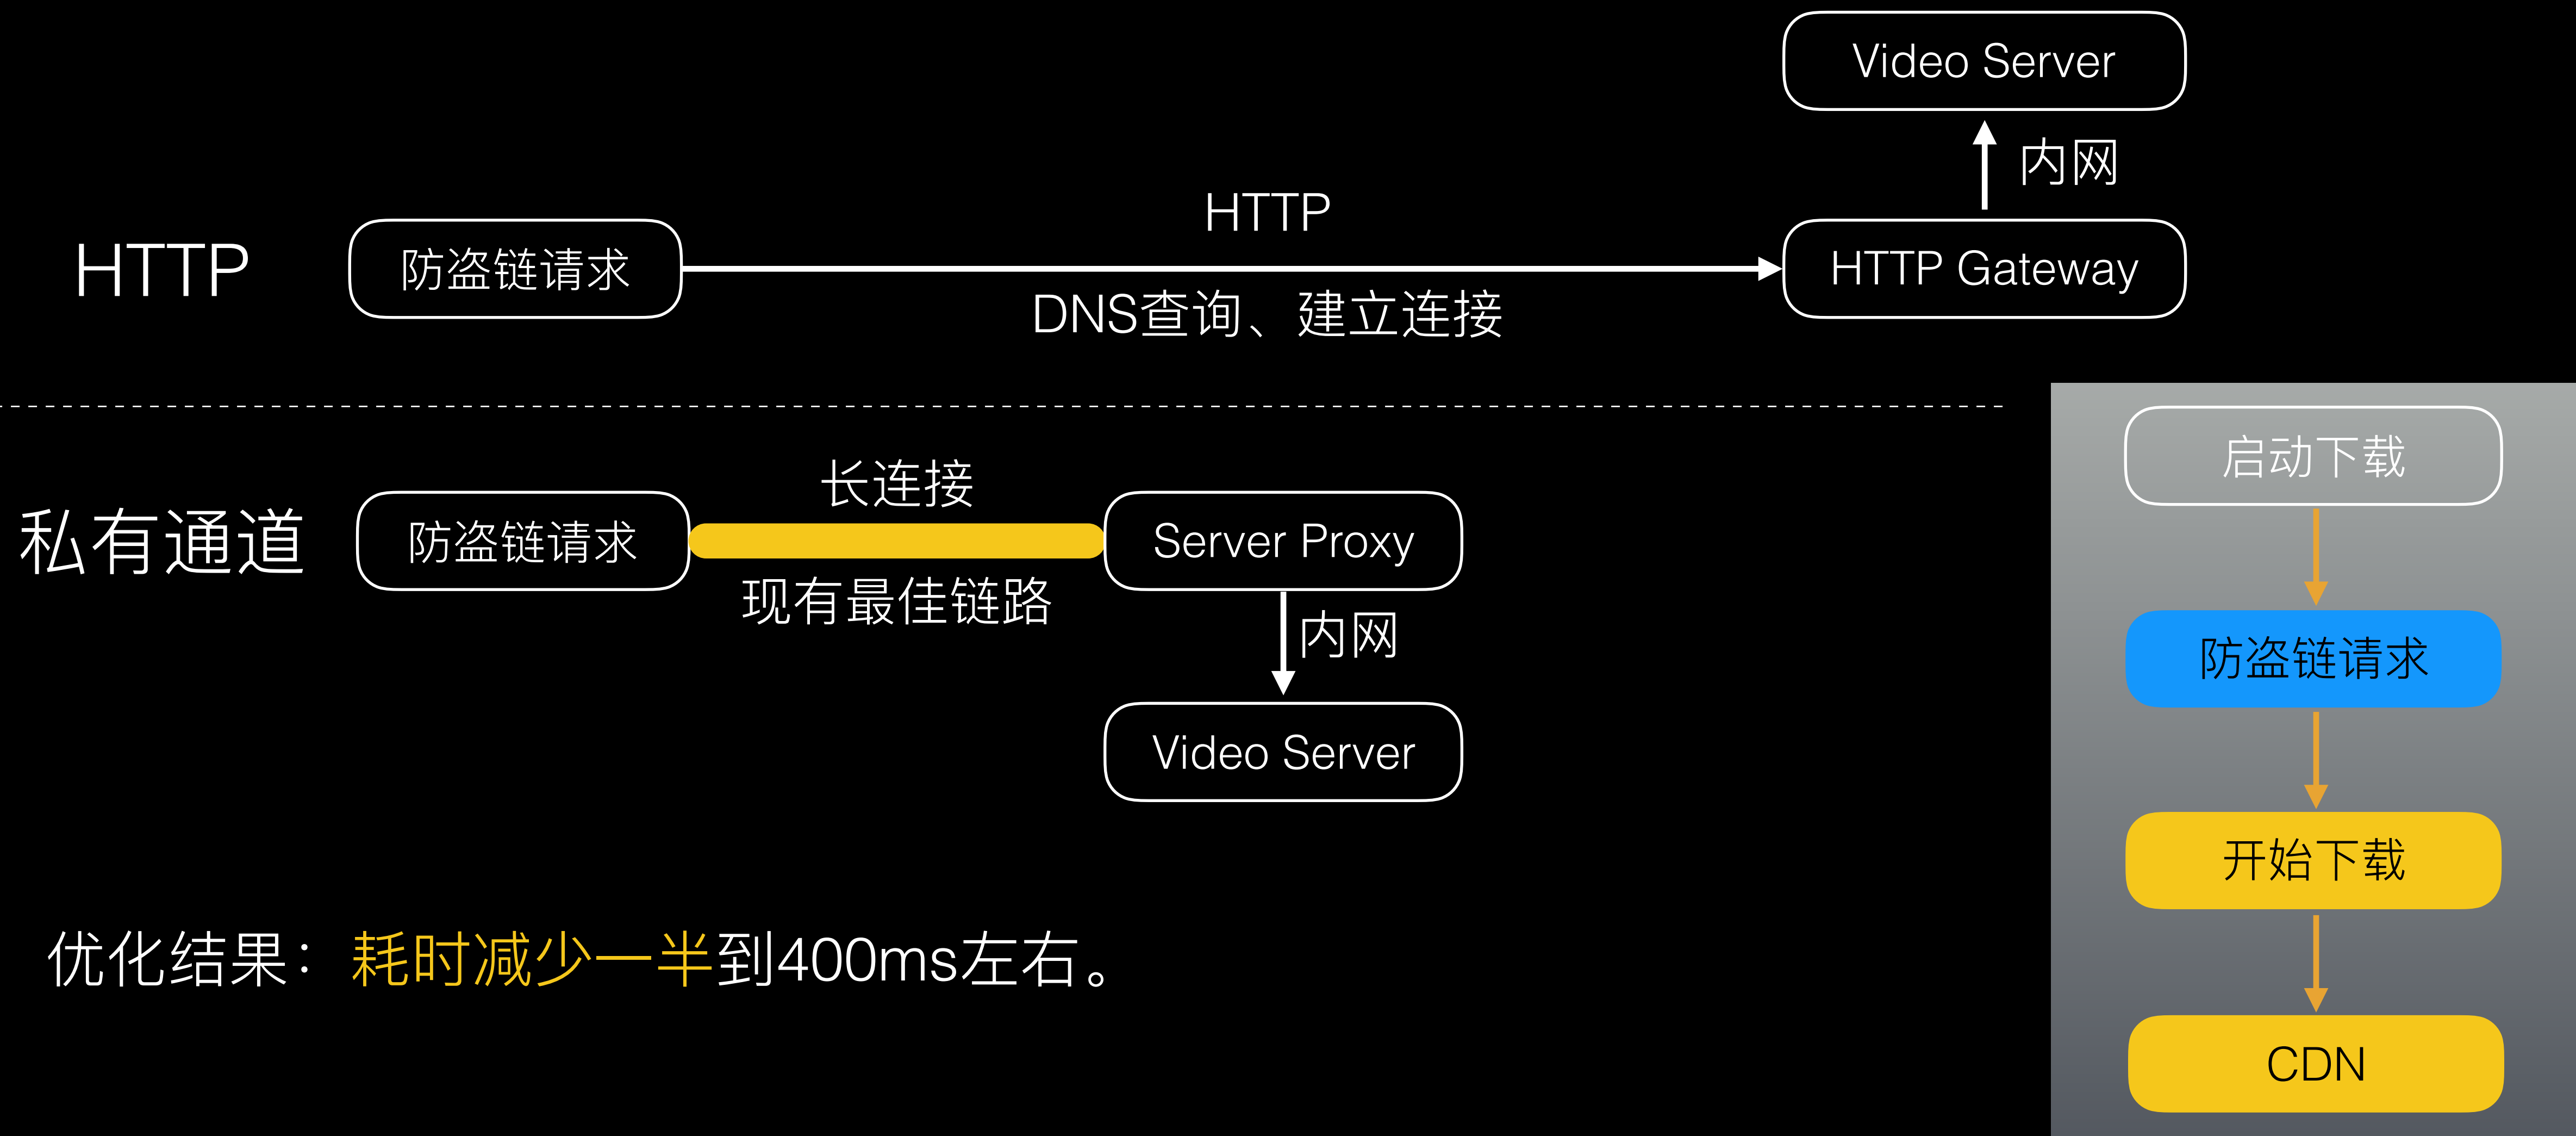 Video Server
内网
HTTP
HTTP
防盗链请求
HTTP Gateway
DNS查询、建立连接
私有通道
防盗链请求
长连接
现有最佳链路
Server Proxy
内网
Video Server
优化结果：耗时减少一半到400ms左右。
启动下载
防盗链请求
开始下载
CDN